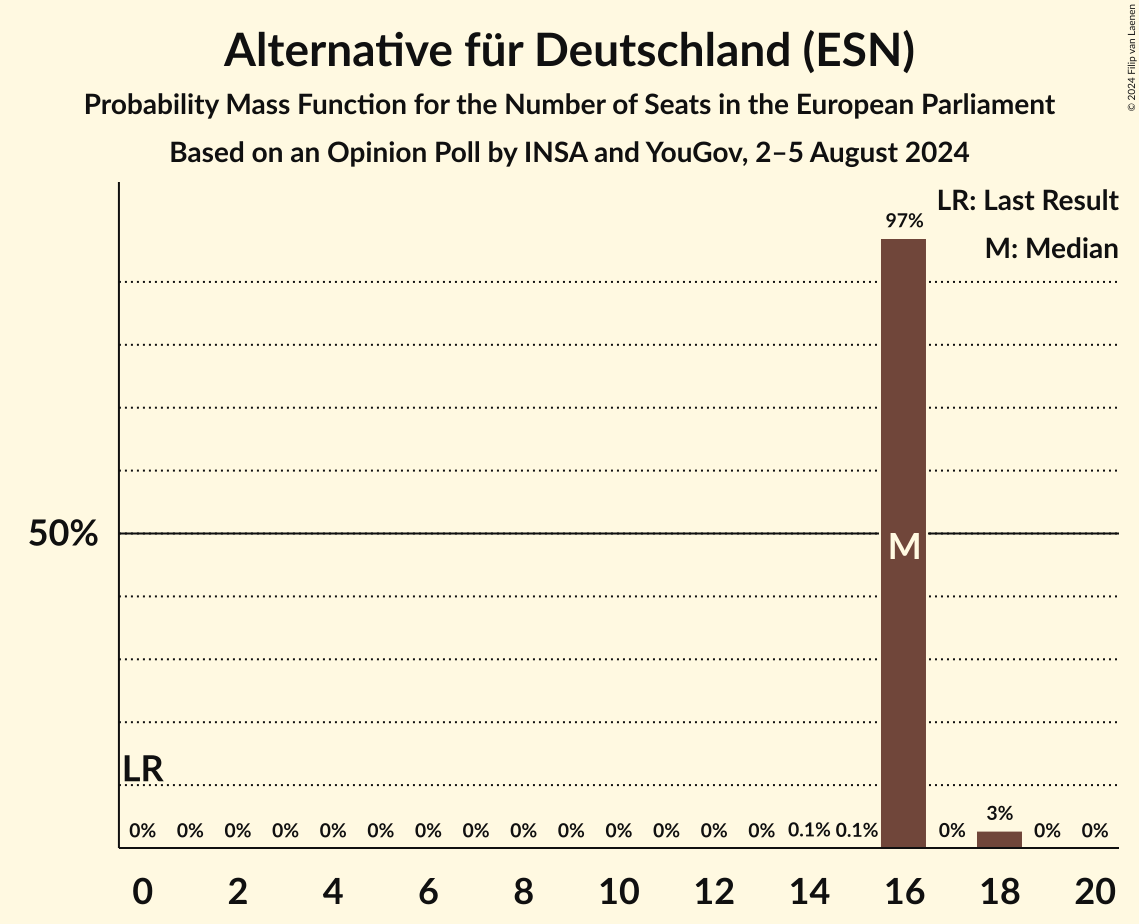 Alternative für Deutschland (ESN)
Probability Mass Function for the Number of Seats in the European Parliament
Based on an Opinion Poll by INSA and YouGov, 2–5 August 2024
© 2024 Filip van Laenen
LR: Last Result
M: Median
97%
50%
M
LR
0% 0% 0% 0% 0% 0% 0% 0% 0% 0% 0% 0% 0% 0% 0.1% 0.1% 0% 3% 0% 0%
0 2 4 6 8 10 12 14 16 18 20